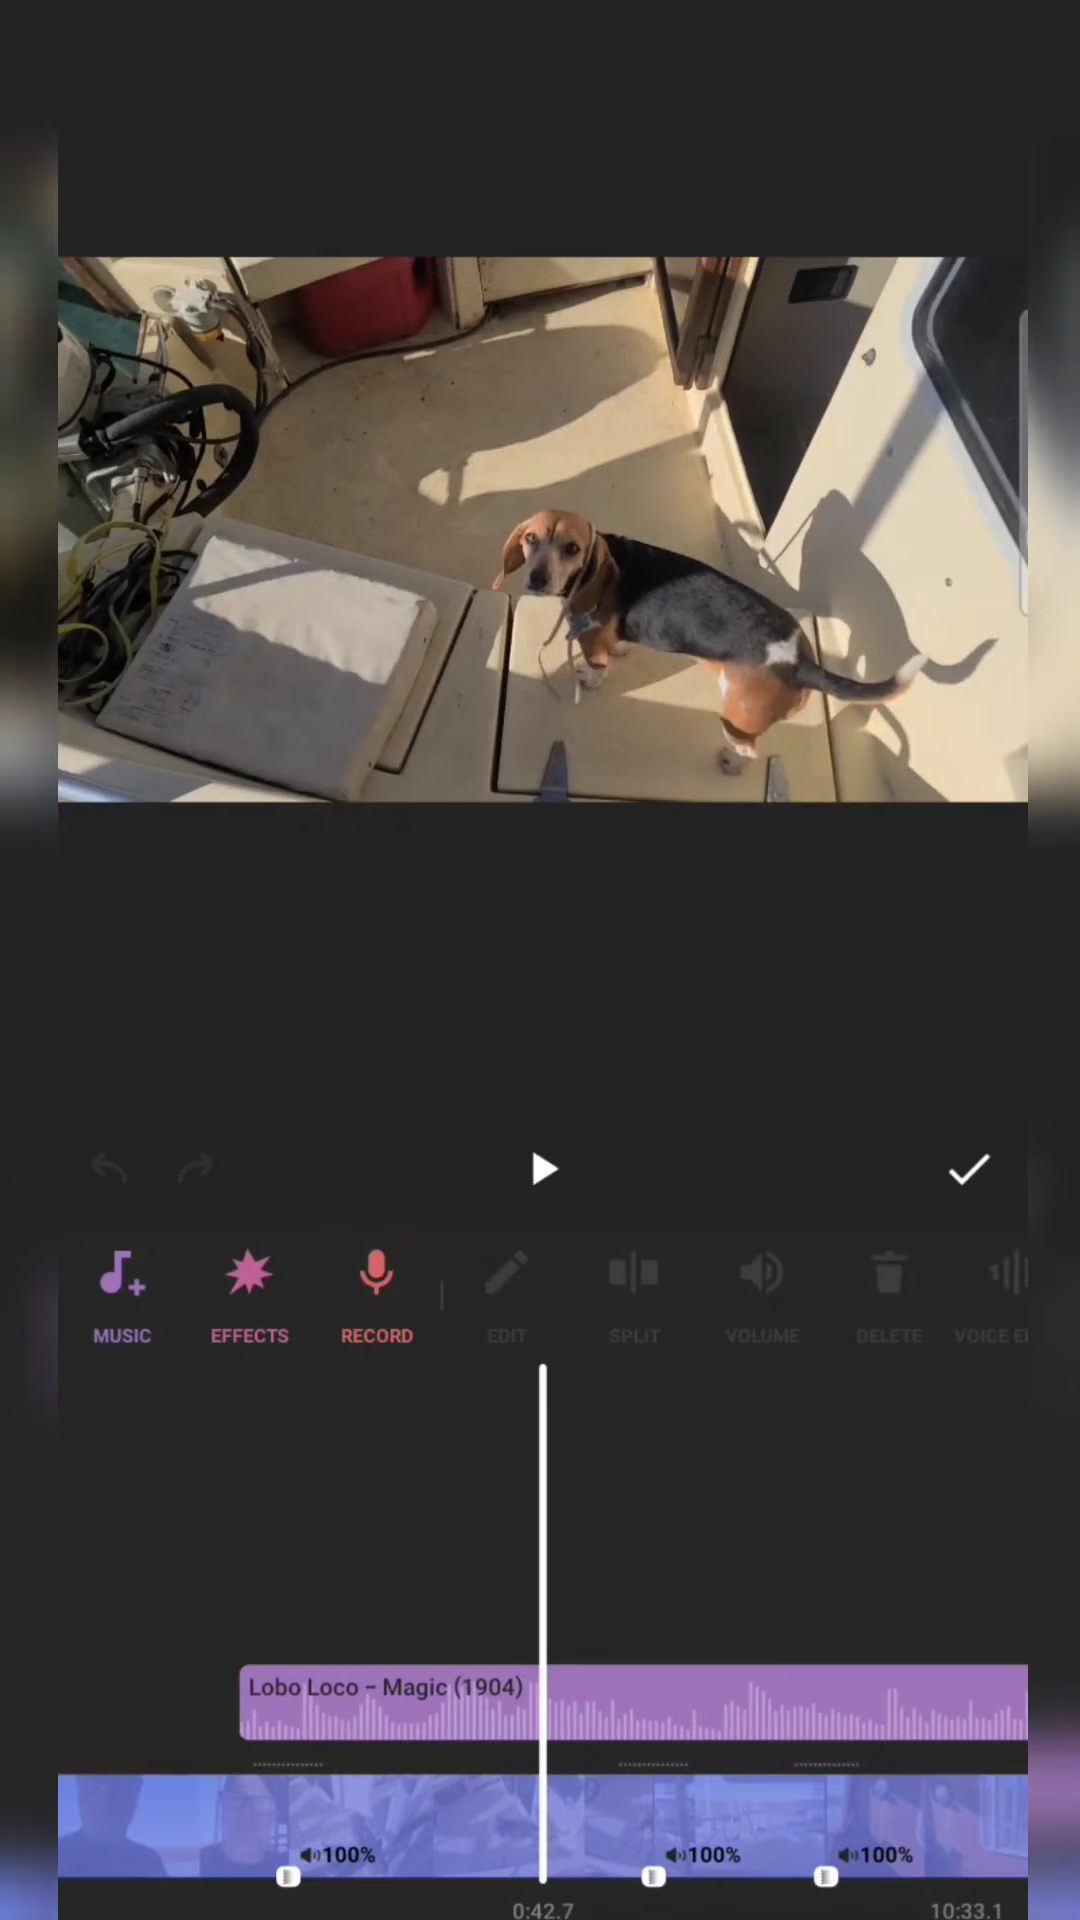 MUSIC
EFFECTS
RECORD
EDIT
SPLIT
VOLUME
DELETE
VOICE
Lobo Loco - Magic (1904)
100%
100%
100%
0:42.7
10:33.1